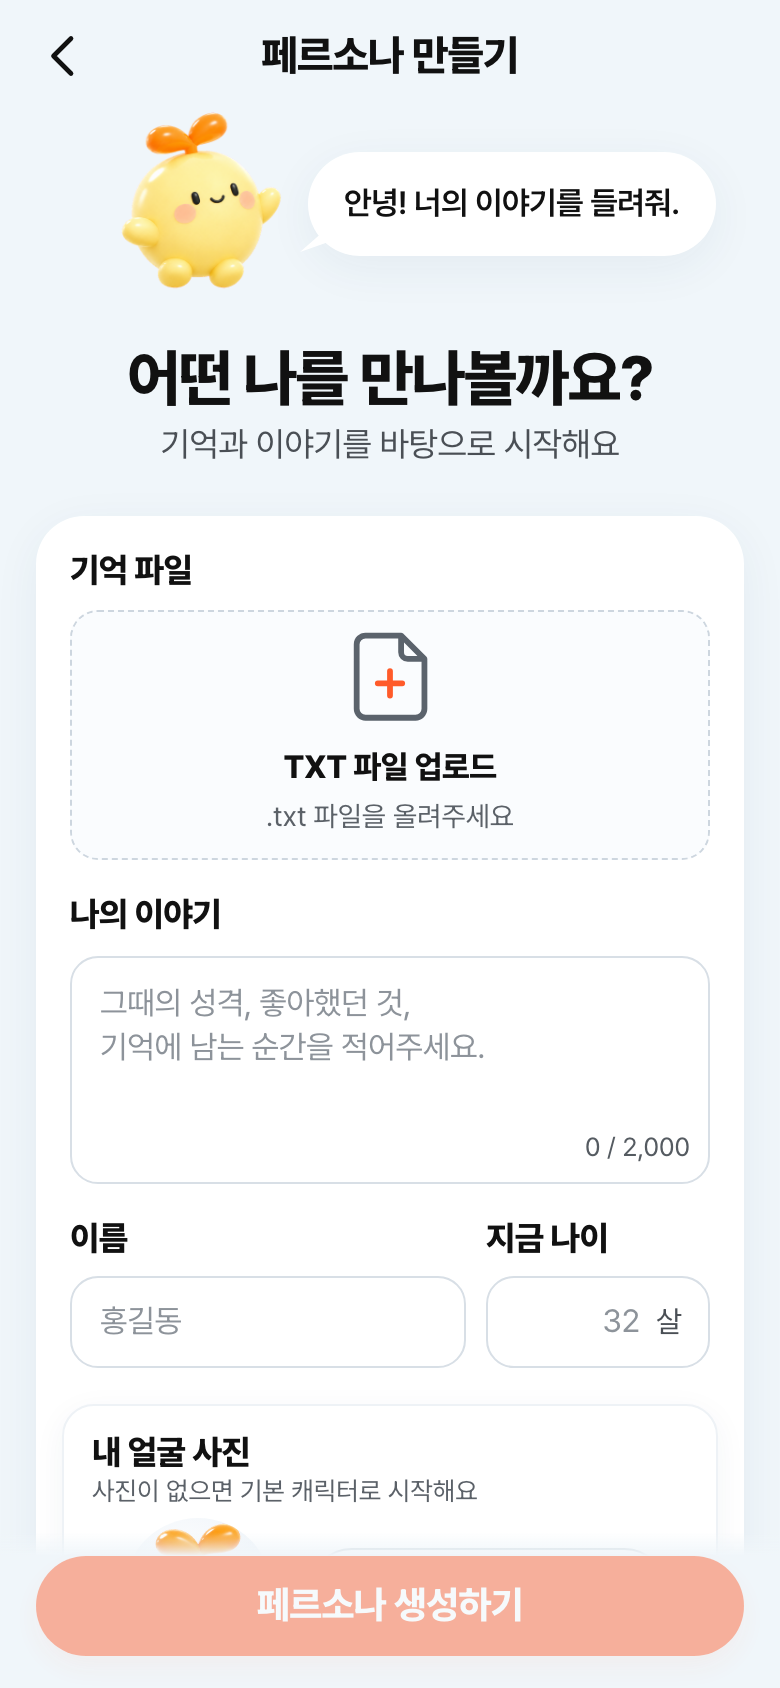 페르소나 만들기
안녕! 너의 이야기를 들려줘.
어떤 나를 만나볼까요?
기억과 이야기를 바탕으로 시작해요
기억 파일
TXT 파일 업로드
.txt 파일을 올려주세요
나의 이야기
그때의 성격, 좋아했던 것,
기억에 남는 순간을 적어주세요.
0 / 2,000
이름
지금 나이
홍길동
32 살
내 얼굴 사진
사진이 없으면 기본 캐릭터로 시작해요
페르소나 생성하기